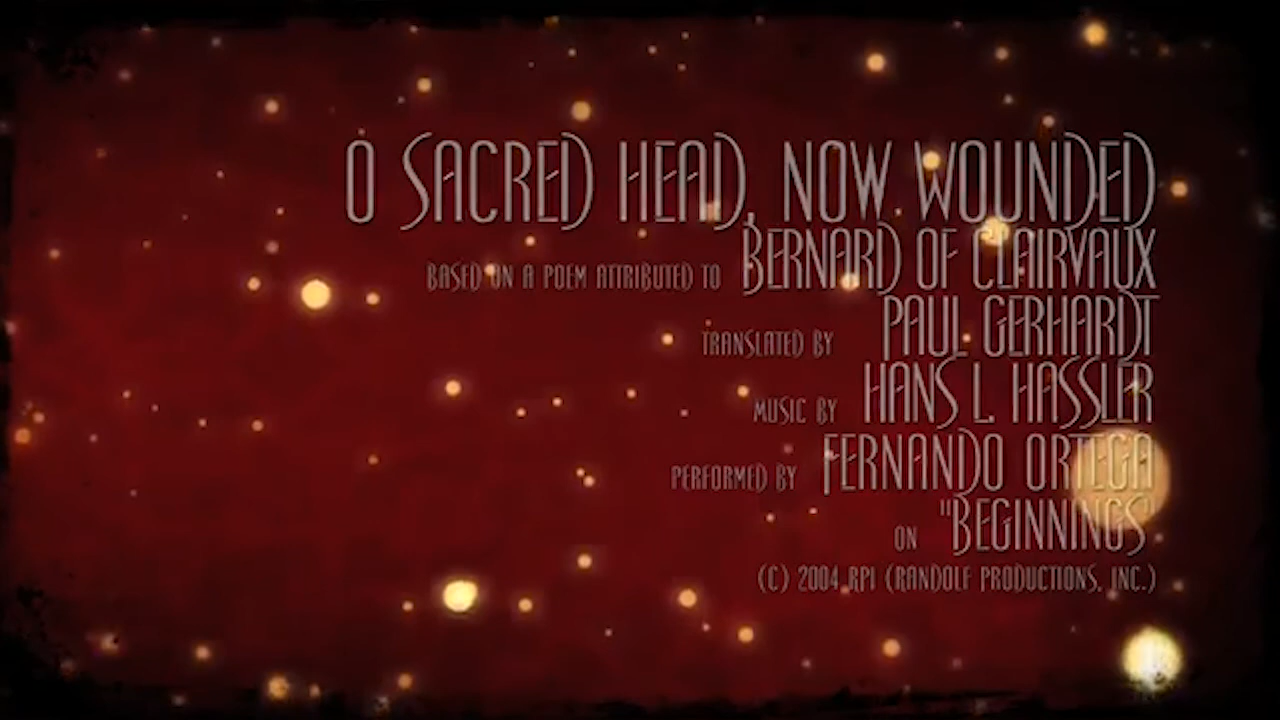 O SACRED HEAD, NOW WOUNDED
BASED ON A POEM ATTRIBUTED TO BERNARD OF CLAIRVAUX
TRANSLATED BY PAUL GERHARDT
MUSIC BY HANS L. HASSLER
PERFORMED BY FERNANDO ORTEGA
ON "BEGINNINGS"
(C) 2004 RPI (RANDOLF PRODUCTIONS, INC.)